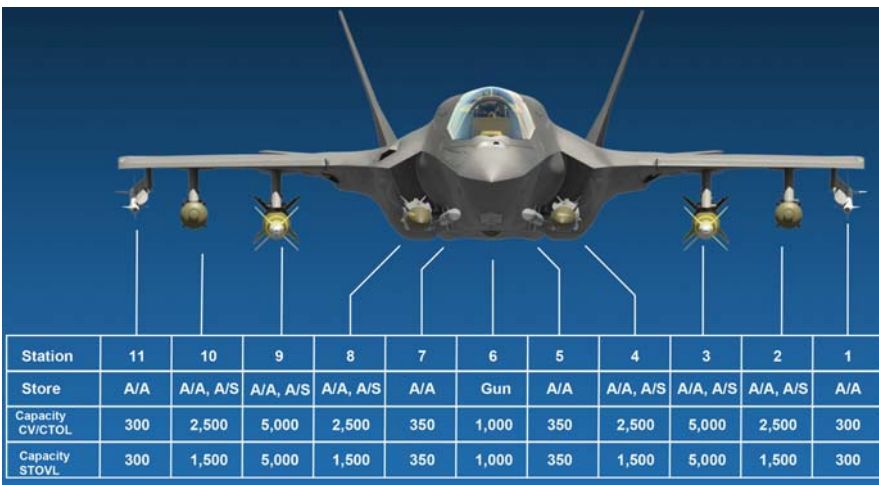 Station 11 10 9 8 7 6 5 4 3 2 1
Store A/A A/A, A/S A/A, A/S A/A, A/S A/A Gun A/A A/A, A/S A/A, A/S A/A, A/S A/A
Capacity
CV/CTOL 300 2,500 5,000 2,500 350 1,000 350 2,500 5,000 2,500 300
Capacity
STOVL 300 1,500 5,000 1,500 350 1,000 350 1,500 5,000 1,500 300